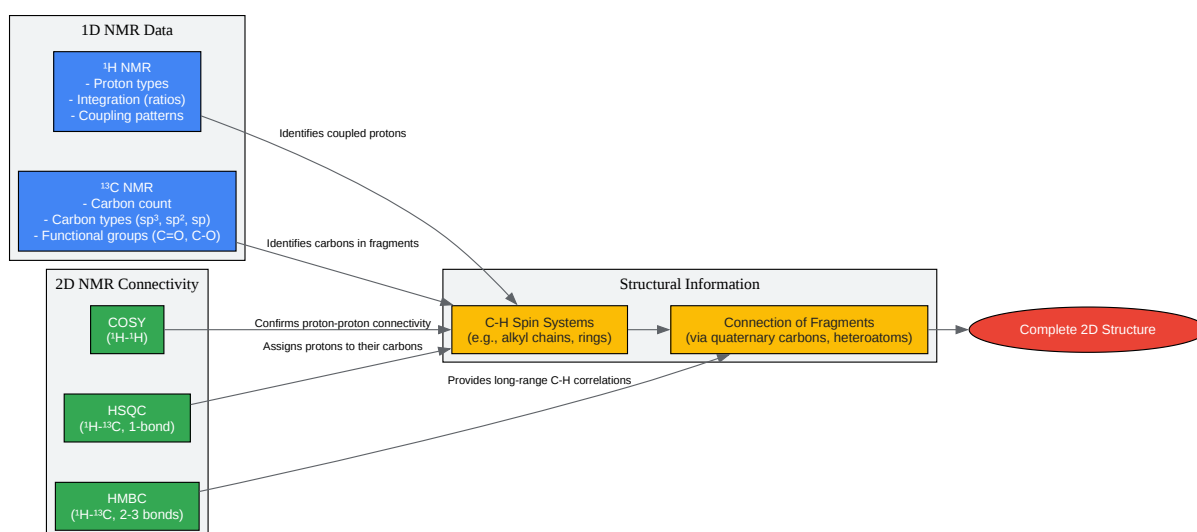 1D NMR Data
¹H NMR
- Proton types
- Integration (ratios)
- Coupling patterns
¹³C NMR
- Carbon count
- Carbon types (sp³, sp², sp)
- Functional groups (C=O, C-O)
2D NMR Connectivity
COSY
(¹H-¹H)
HSQC
(¹H-¹³C, 1-bond)
HMBC
(¹H-¹³C, 2-3 bonds)
Identifies coupled protons
Identifies carbons in fragments
Confirms proton-proton connectivity
Assigns protons to their carbons
Provides long-range C-H correlations
Structural Information
C-H Spin Systems
(e.g., alkyl chains, rings)
Connection of Fragments
(via quaternary carbons, heteroatoms)
Complete 2D Structure